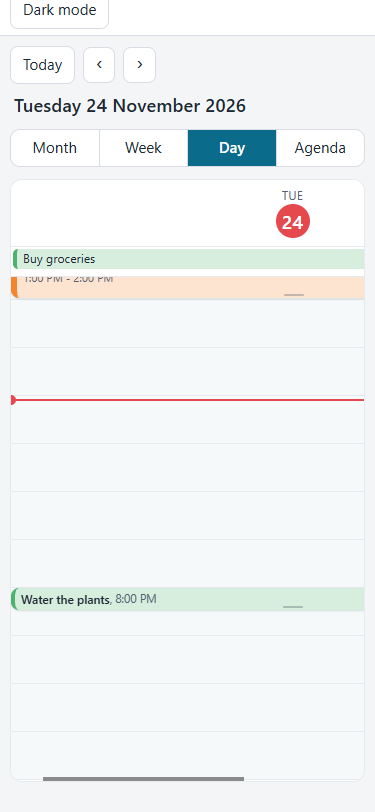 Dark mode
Today
Tuesday 24 November 2026
Month Week Day Agenda
TUE
24
Buy groceries
1:00 PM - 2:00 PM
Water the plants, 8:00 PM